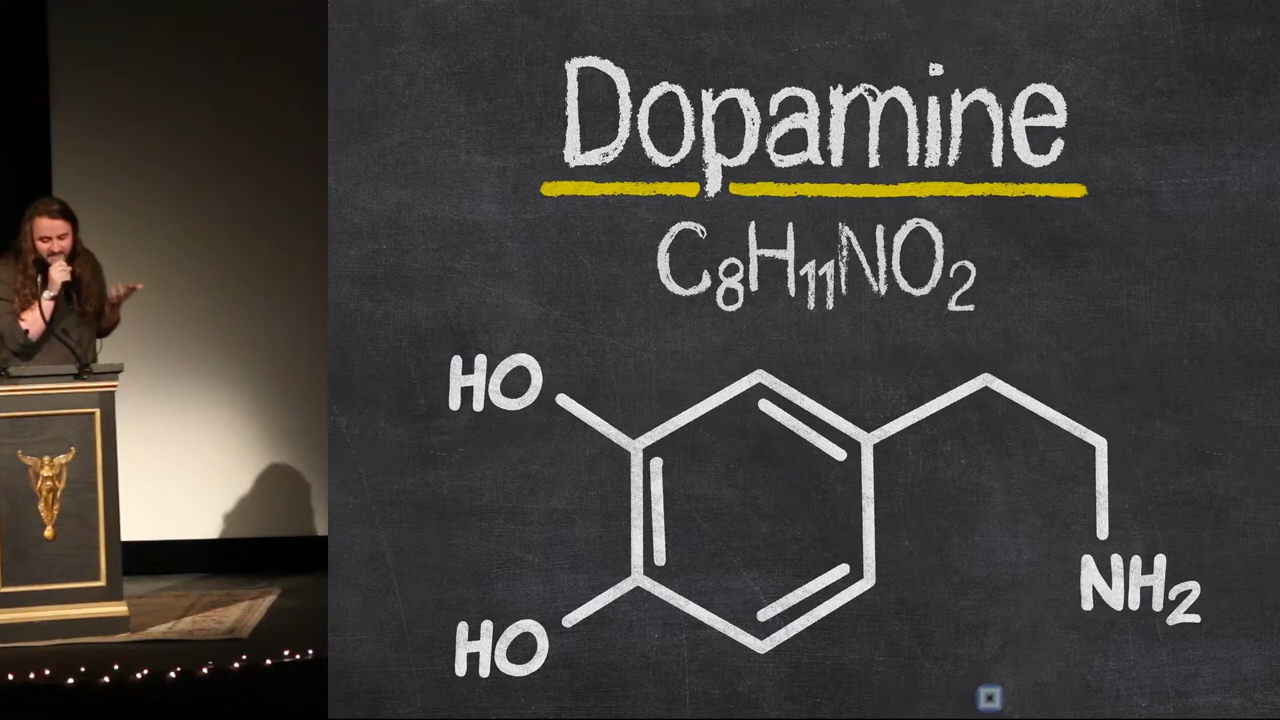 Dopamine
C₈H₁₁NO₂
HO
HO
NH₂